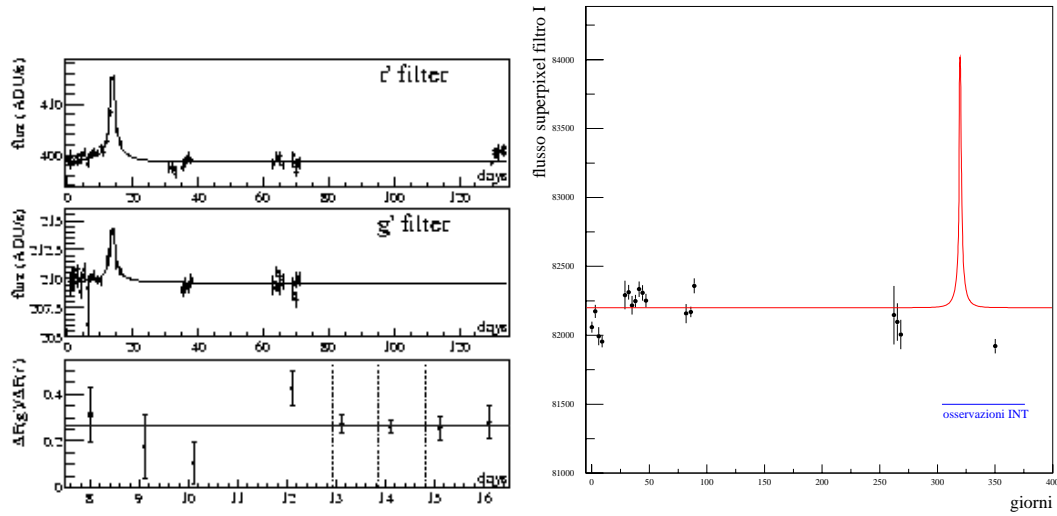 r' filter
flux (ADU/s)
410
400
0 20 40 60 80 100 120
days
g' filter
flux (ADU/s)
215
212.5
210
207.5
205
0 20 40 60 80 100 120
days
ΔF(g')/ΔF(r')
0.4
0.2
0
8 9 10 11 12 13 14 15 16
days
flusso superpixel filtro I
84000
83500
83000
82500
82000
81500
81000
osservazioni INT
0 50 100 150 200 250 300 350 400
giorni